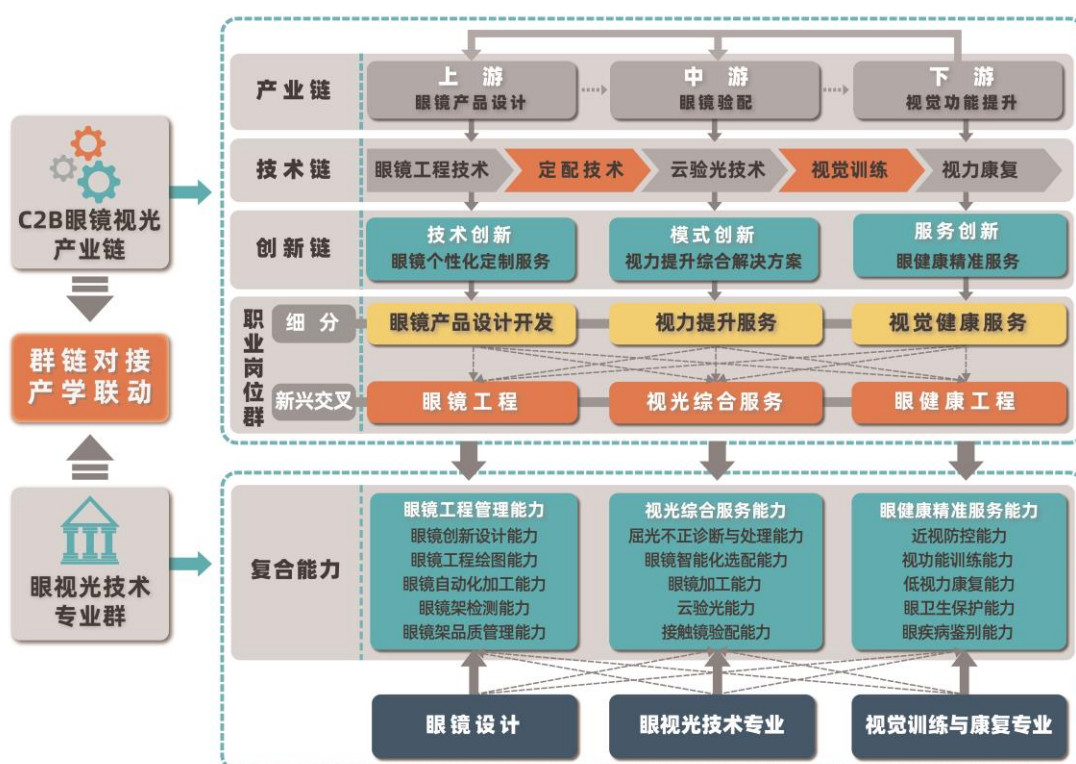 C2B眼镜视光
产业链
群链对接
产学联动
眼视光技术
专业群
产业链
上游
眼镜产品设计
中游
眼镜验配
下游
视觉功能提升
技术链
眼镜工程技术
定配技术
云验光技术
视觉训练
视力康复
创新链
技术创新
眼镜个性化定制服务
模式创新
视力提升综合解决方案
服务创新
眼健康精准服务
职业岗位群
细分
眼镜产品设计开发
视力提升服务
视觉健康服务
新兴交叉
眼镜工程
视光综合服务
眼健康工程
复合能力
眼镜工程管理能力
眼镜创新设计能力
眼镜工程绘图能力
眼镜自动化加工能力
眼镜架检测能力
眼镜架品质管理能力
视光综合服务能力
屈光不正诊断与处理能力
眼镜智能化选配能力
眼镜加工能力
云验光能力
接触镜验配能力
眼健康精准服务能力
近视防控能力
视功能训练能力
低视力康复能力
眼卫生保护能力
眼疾病鉴别能力
眼镜设计
眼视光技术专业
视觉训练与康复专业